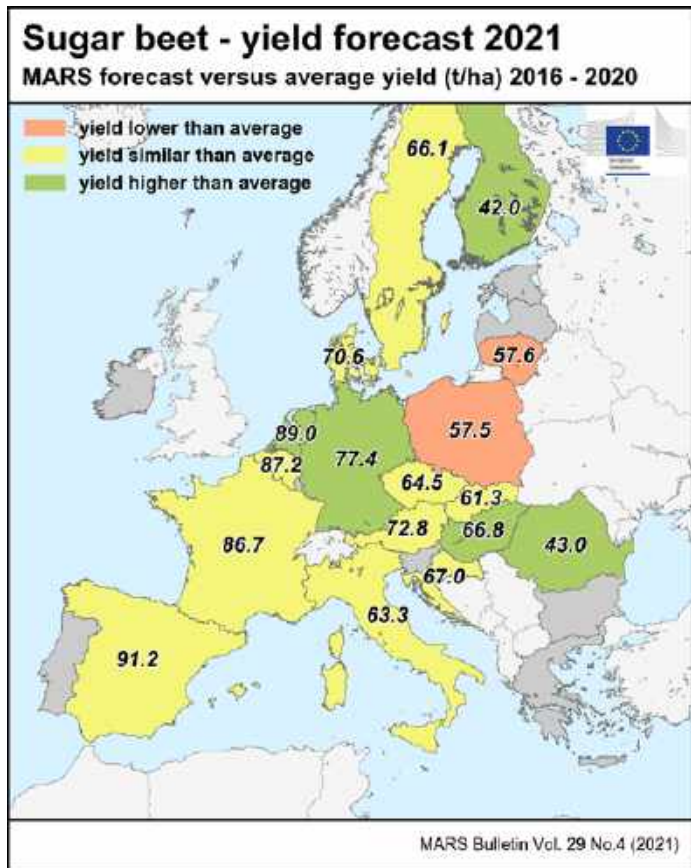 Sugar beet - yield forecast 2021
MARS forecast versus average yield (t/ha) 2016 - 2020
yield lower than average
yield similar than average
yield higher than average
66.1
42.0
70.6
57.6
89.0
57.5
87.2
77.4
64.5
61.3
72.8
66.8
86.7
43.0
67.0
63.3
91.2
MARS Bulletin Vol. 29 No.4 (2021)